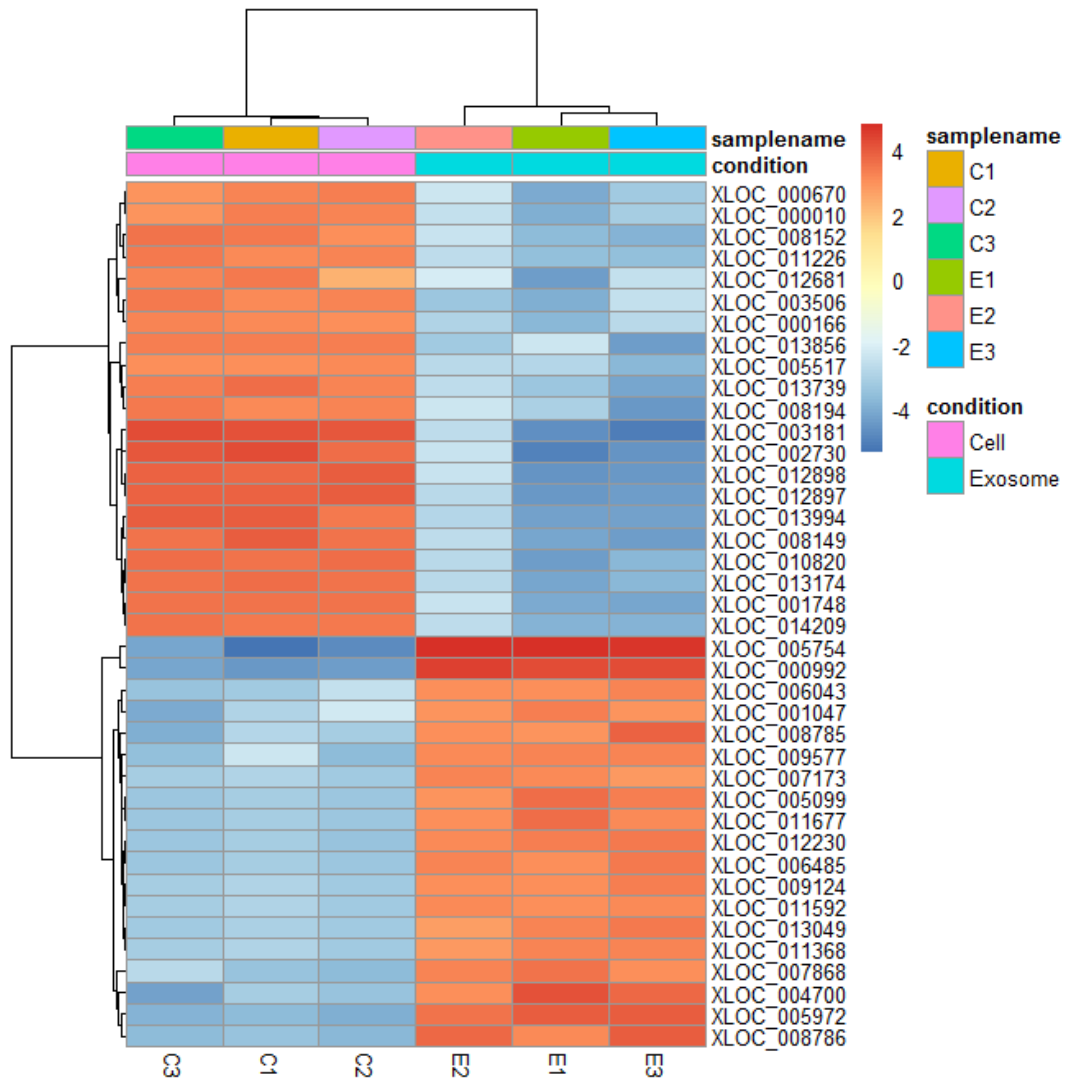 samplename
condition
XLOC_000670
XLOC_000010
XLOC_008152
XLOC_011226
XLOC_012681
XLOC_003506
XLOC_000166
XLOC_013856
XLOC_005517
XLOC_013739
XLOC_008194
XLOC_003181
XLOC_002730
XLOC_012898
XLOC_012897
XLOC_013994
XLOC_008149
XLOC_010820
XLOC_013174
XLOC_001748
XLOC_014209
XLOC_005754
XLOC_000992
XLOC_006043
XLOC_001047
XLOC_008785
XLOC_009577
XLOC_007173
XLOC_005099
XLOC_011677
XLOC_012230
XLOC_006485
XLOC_009124
XLOC_011592
XLOC_013049
XLOC_011368
XLOC_007868
XLOC_004700
XLOC_005972
XLOC_008786
C3 C1 C2 E2 E1 E3
4
2
0
-2
-4
samplename
C1
C2
C3
E1
E2
E3
condition
Cell
Exosome